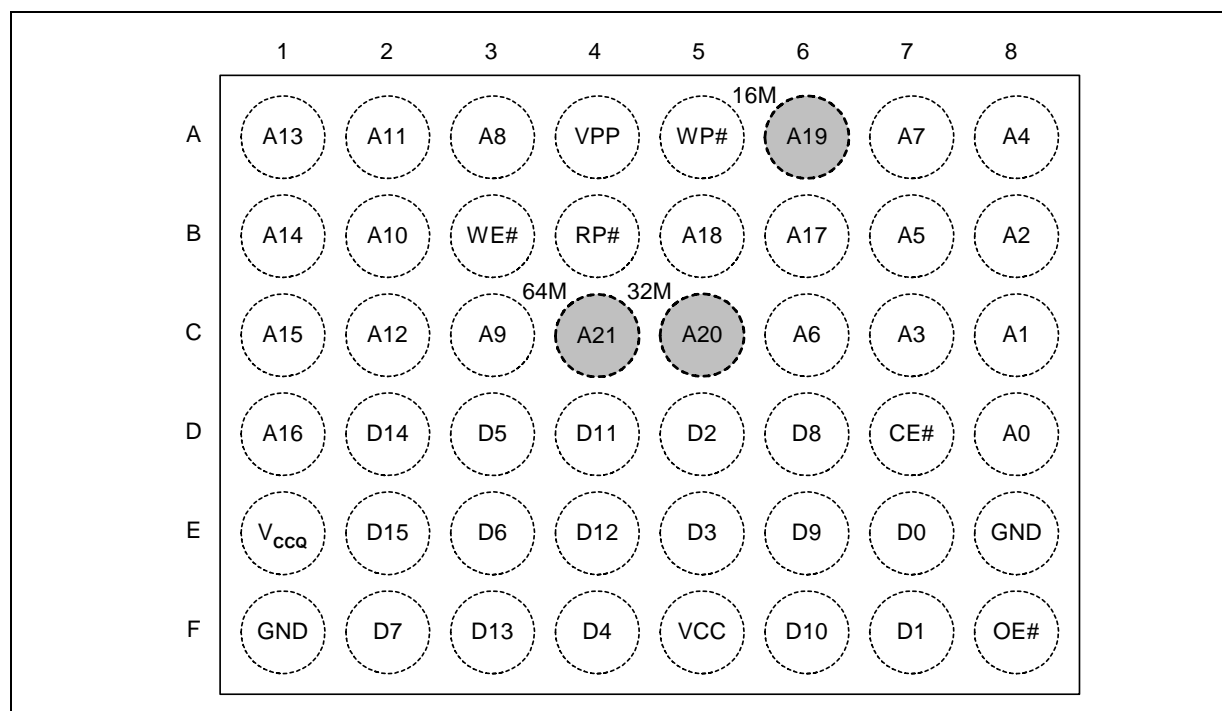 1 2 3 4 5 6 7 8
16M
A A13 A11 A8 VPP WP# A19 A7 A4
B A14 A10 WE# RP# A18 A17 A5 A2
64M 32M
C A15 A12 A9 A21 A20 A6 A3 A1
D A16 D14 D5 D11 D2 D8 CE# A0
E VCCQ D15 D6 D12 D3 D9 D0 GND
F GND D7 D13 D4 VCC D10 D1 OE#